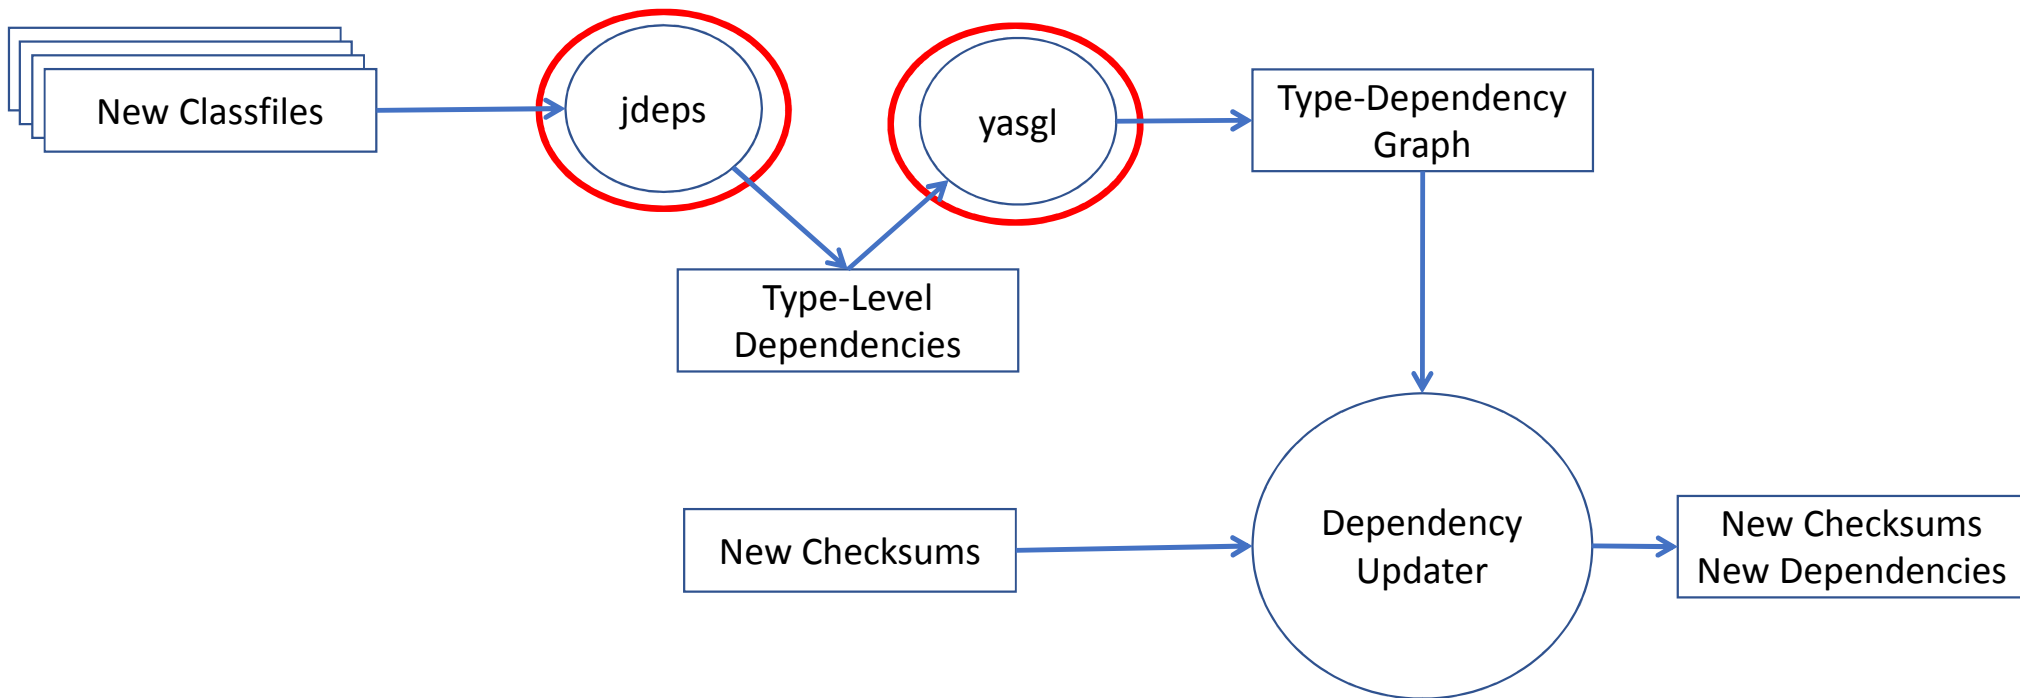 New Classfiles
jdeps
yasgl
Type-Dependency
Graph
Type-Level
Dependencies
New Checksums
Dependency
Updater
New Checksums
New Dependencies